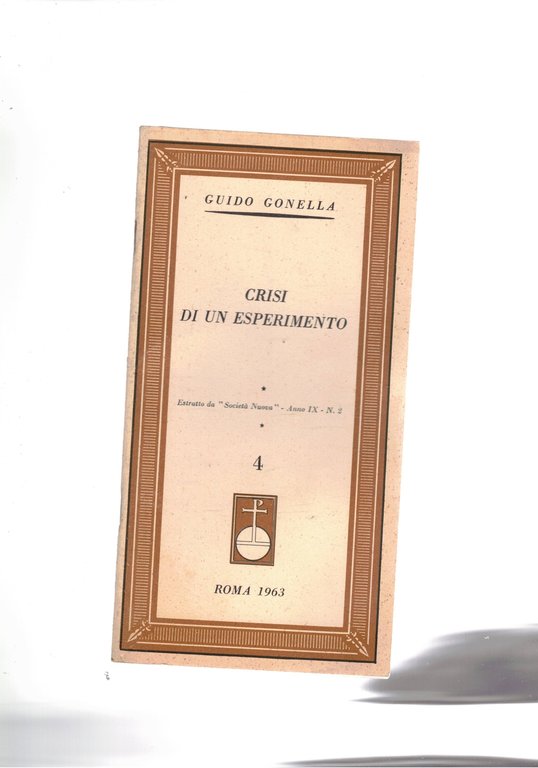 GUIDO GONELLA
CRISI
DI UN ESPERIMENTO
*
Estratto da "Società Nuova" - Anno IX - N. 2
*
4
P
ROMA 1963